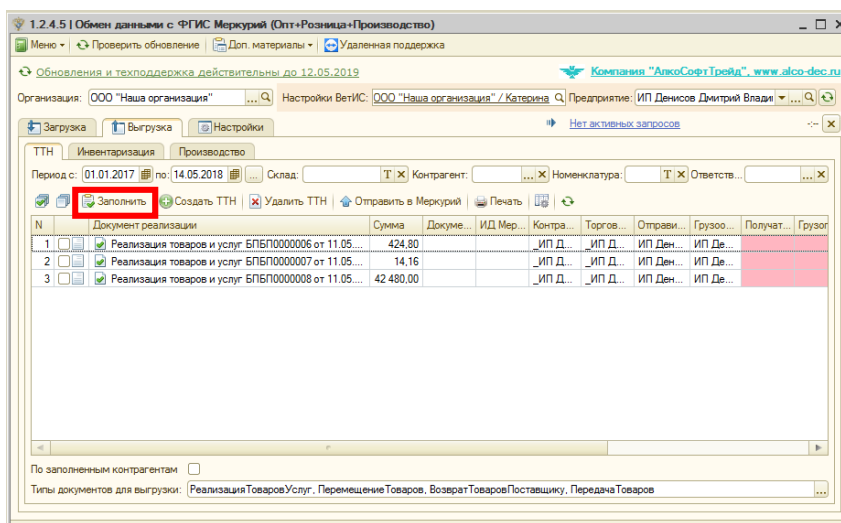 1.2.4.5 | Обмен данными с ФГИС Меркурий (Опт+Розница+Производство)
Меню Проверить обновление Доп. материалы Удаленная поддержка
Обновления и техподдержка действительны до 12.05.2019 Компания "АлкоСофтТрейд", www.alco-dec.ru
Организация: ООО "Наша организация" ... Настройки ВетИС: ООО "Наша организация" / Катерина Предприятие: ИП Денисов Дмитрий Влади ...
Загрузка Выгрузка Настройки Нет активных запросов -:-
ТТН Инвентаризация Производство
Период с: 01.01.2017 по: 14.05.2018 ... Склад: T Контрагент: ... Номенклатура: T Ответств... ...
Заполнить Создать ТТН Удалить ТТН Отправить в Меркурий Печать
N Документ реализации Сумма Докуме... ИД Мер... Контра... Торгов... Отправи... Грузоо... Получат... Грузог
1 Реализация товаров и услуг БПБП0000006 от 11.05.... 424,80 _ИП Д... _ИП Д... ИП Ден... ИП Де...
2 Реализация товаров и услуг БПБП0000007 от 11.05.... 14,16 _ИП Д... _ИП Д... ИП Ден... ИП Де...
3 Реализация товаров и услуг БПБП0000008 от 11.05.... 42 480,00 _ИП Д... _ИП Д... ИП Ден... ИП Де...
По заполненным контрагентам
Типы документов для выгрузки: РеализацияТоваровУслуг, ПеремещениеТоваров, ВозвратТоваровПоставщику, ПередачаТоваров ...